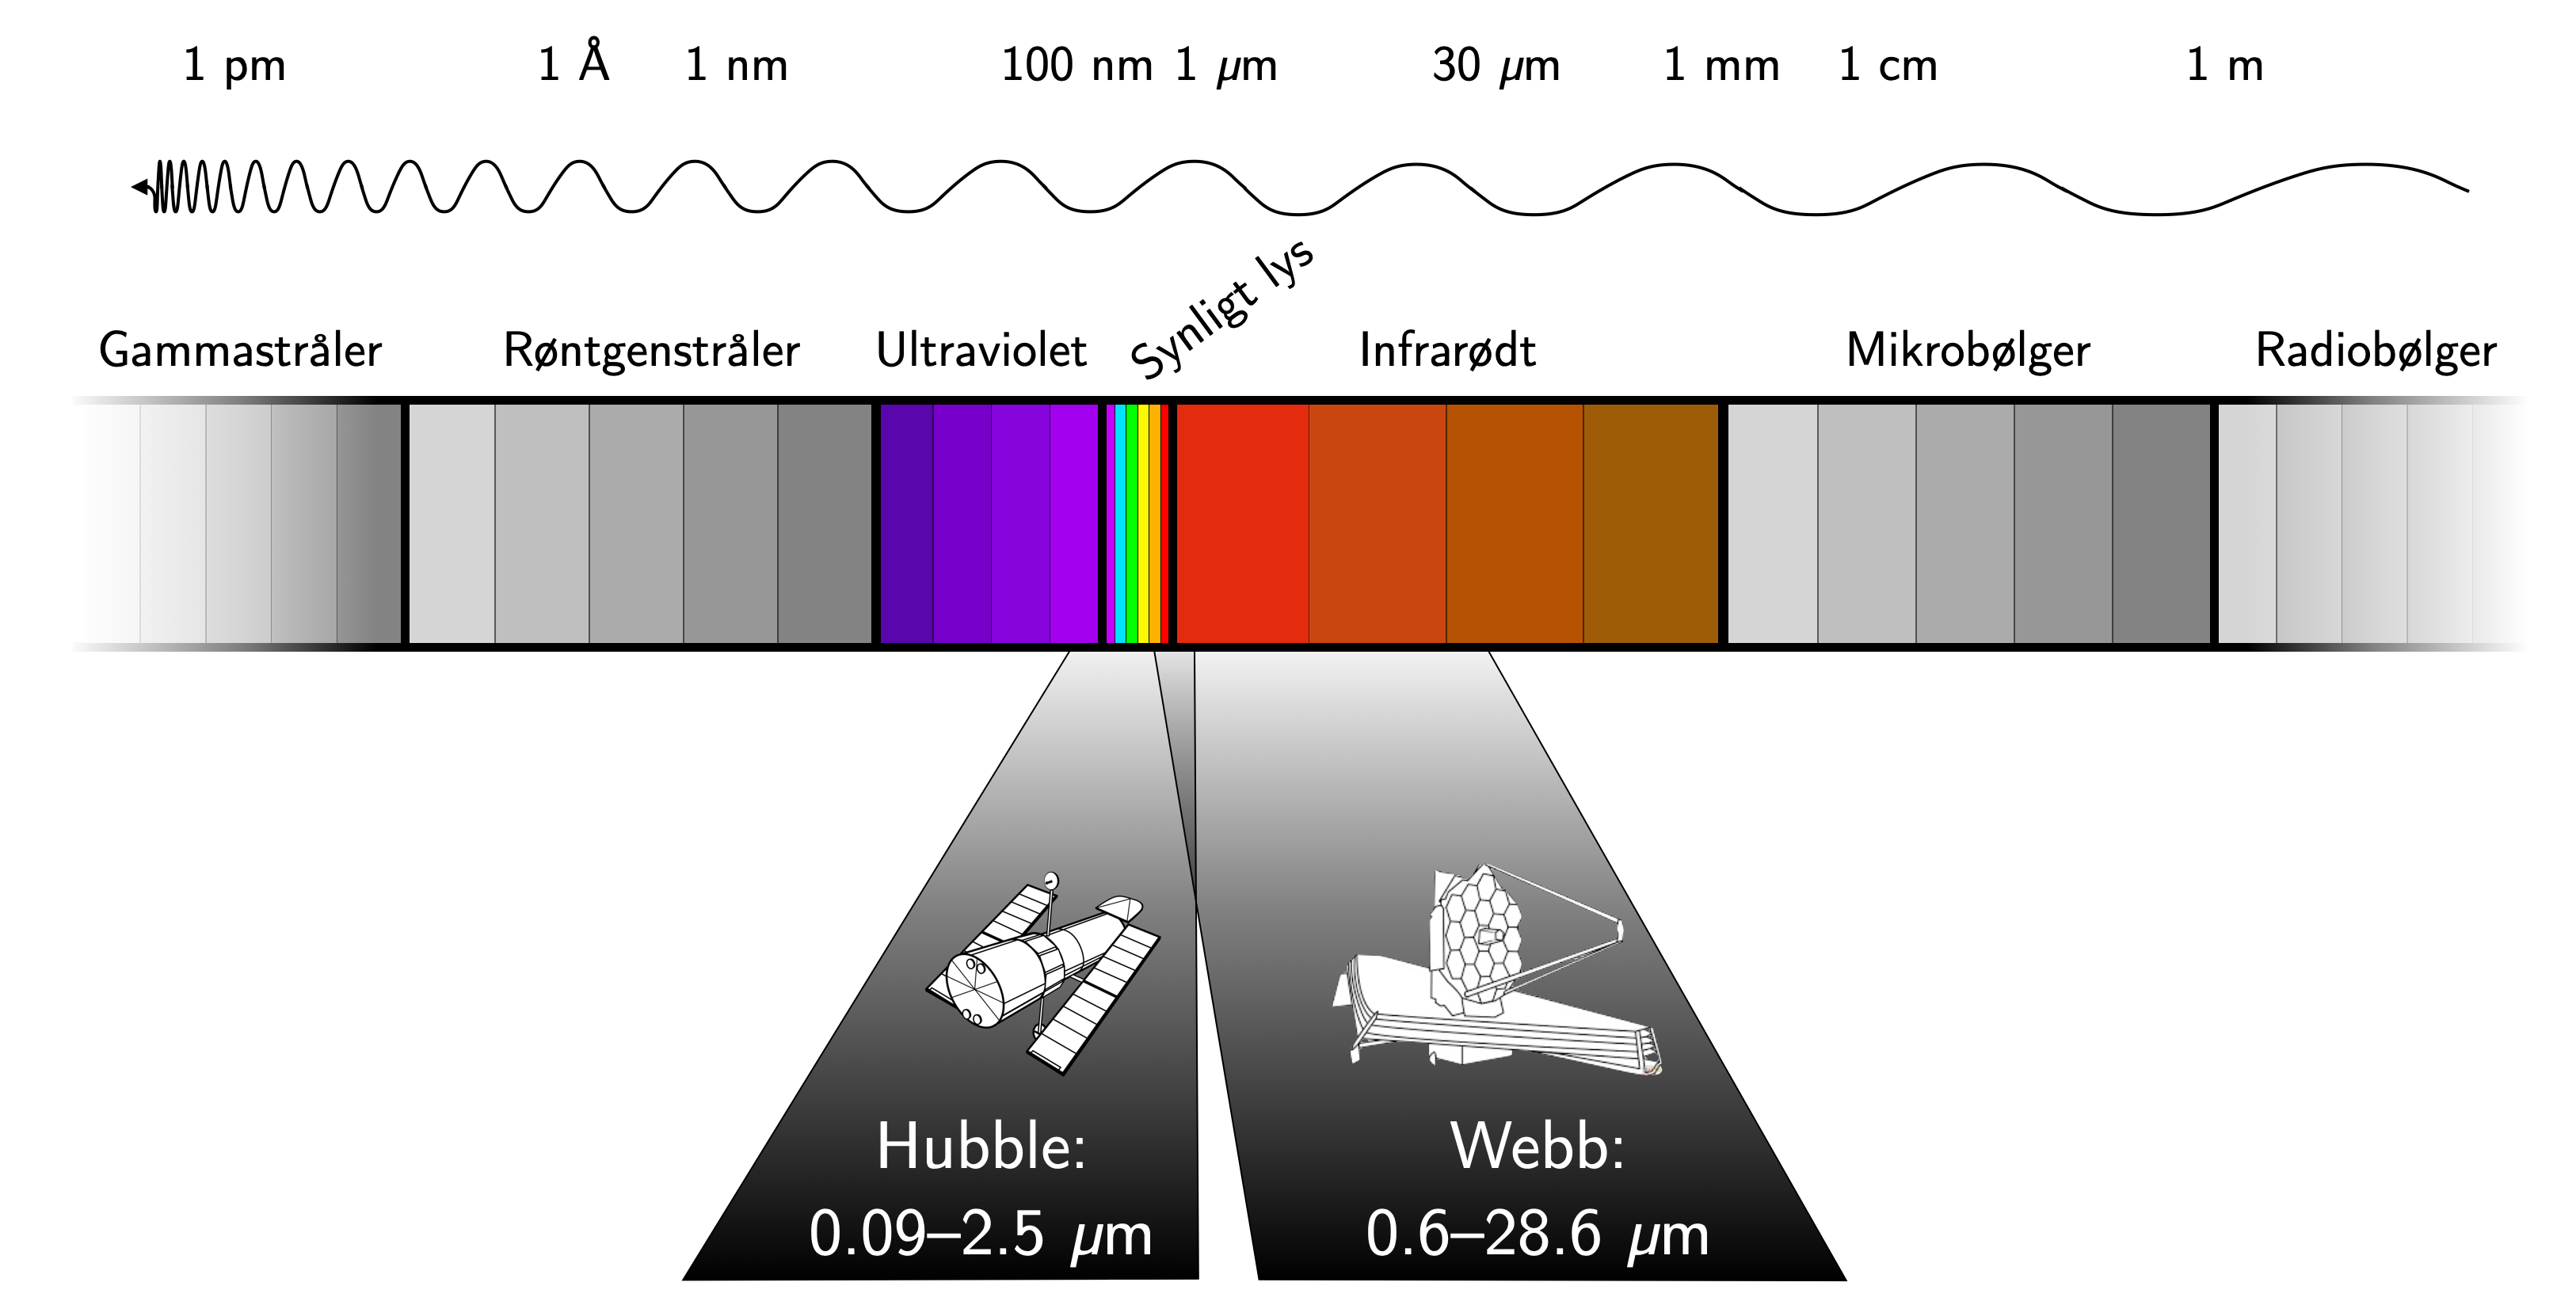 1 pm 1 Å 1 nm 100 nm 1 µm 30 µm 1 mm 1 cm 1 m
Synligt lys
Gammastråler Røntgenstråler Ultraviolet Infrarødt Mikrobølger Radiobølger
Hubble:
0.09–2.5 µm
Webb:
0.6–28.6 µm